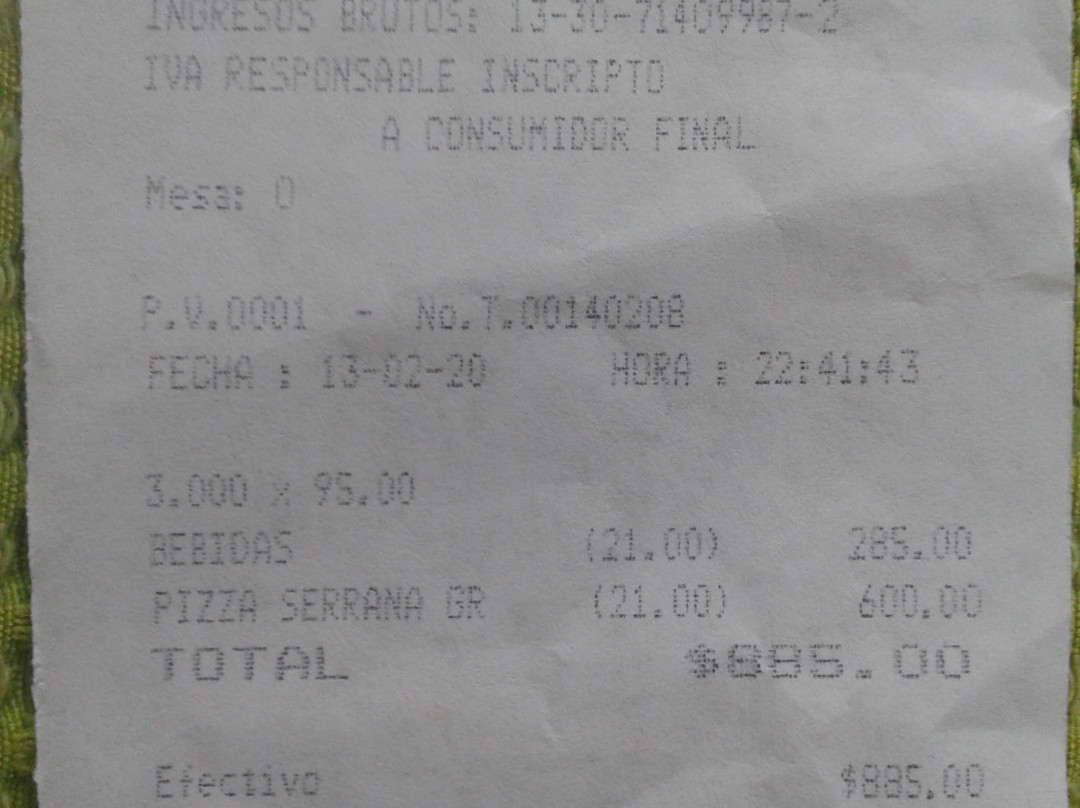 INGRESOS BRUTOS: 13-30-71409987-2
IVA RESPONSABLE INSCRIPTO
A CONSUMIDOR FINAL
Mesa: 0
P.V.0001 - No.T.00140208
FECHA : 13-02-20 HORA : 22:41:43
3.000 x 95.00
BEBIDAS (21.00) 285.00
PIZZA SERRANA GR (21.00) 600.00
TOTAL $885.00
Efectivo $885.00